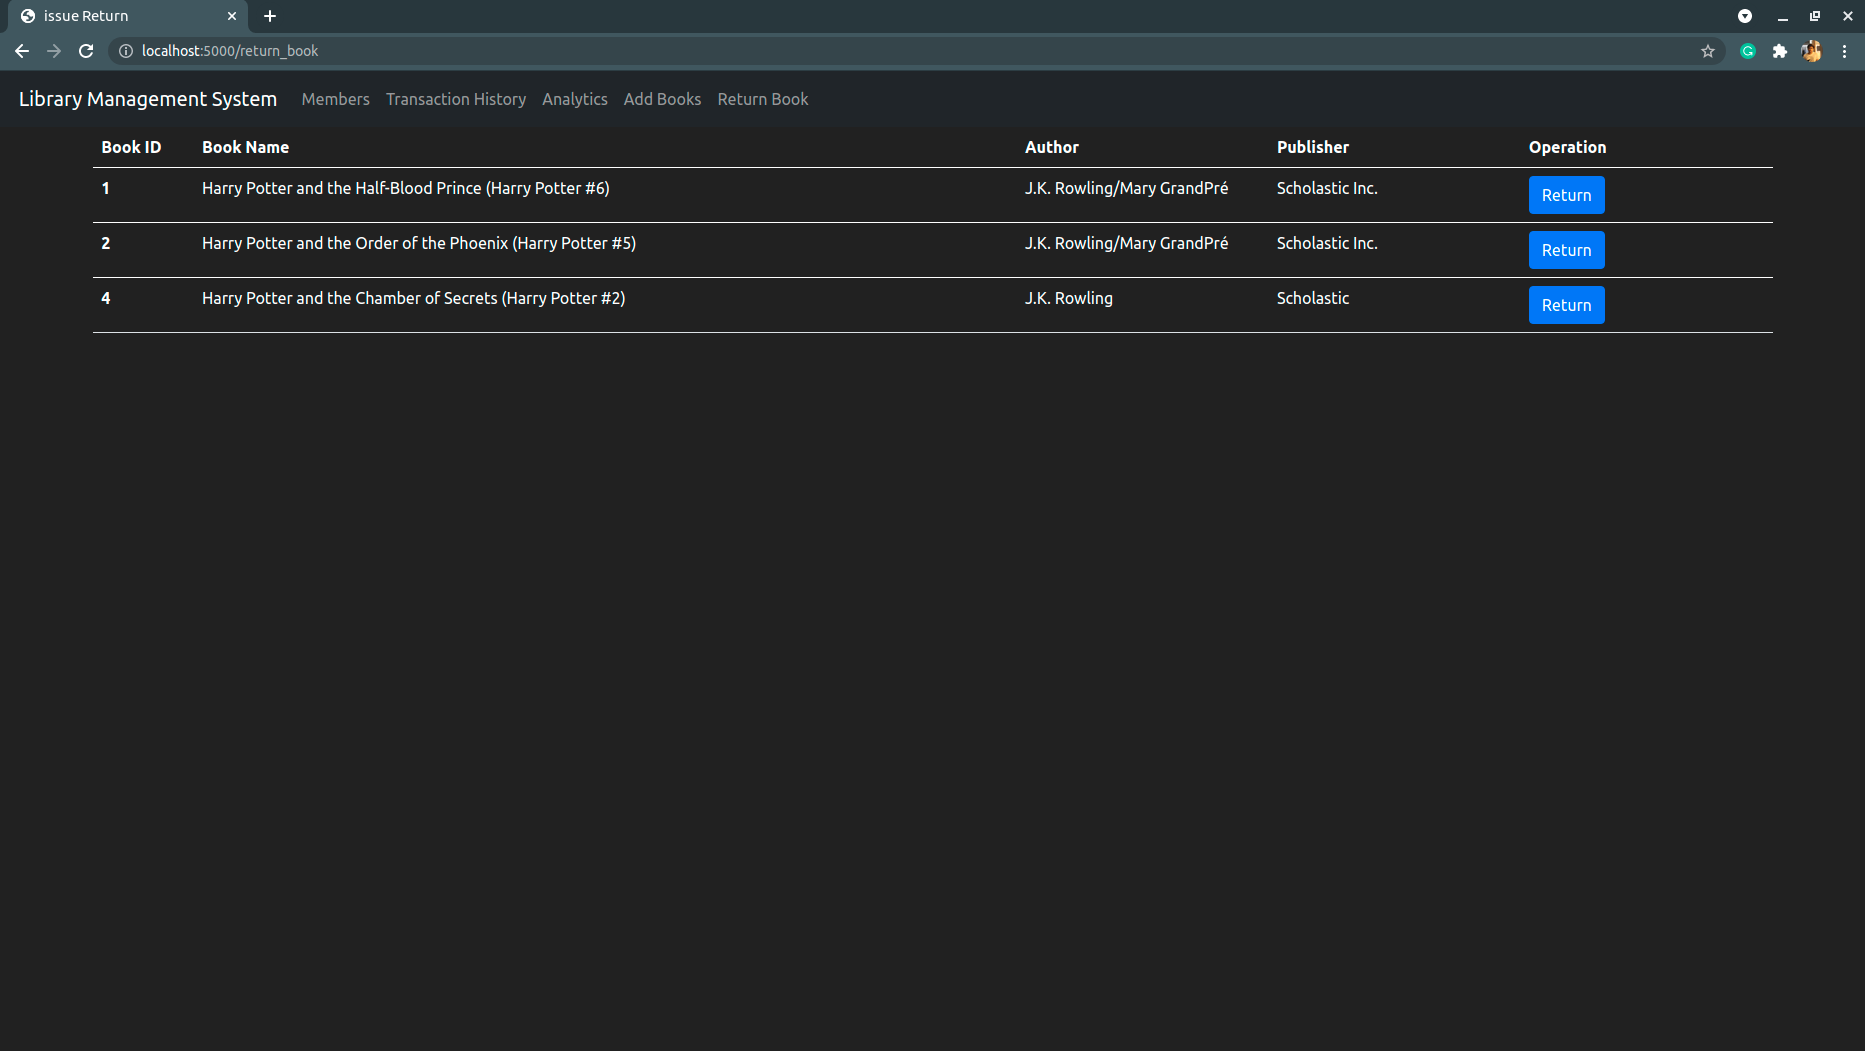 issue Return
localhost:5000/return_book
Library Management System Members Transaction History Analytics Add Books Return Book
Book ID Book Name Author Publisher Operation
1 Harry Potter and the Half-Blood Prince (Harry Potter #6) J.K. Rowling/Mary GrandPré Scholastic Inc. Return
2 Harry Potter and the Order of the Phoenix (Harry Potter #5) J.K. Rowling/Mary GrandPré Scholastic Inc. Return
4 Harry Potter and the Chamber of Secrets (Harry Potter #2) J.K. Rowling Scholastic Return